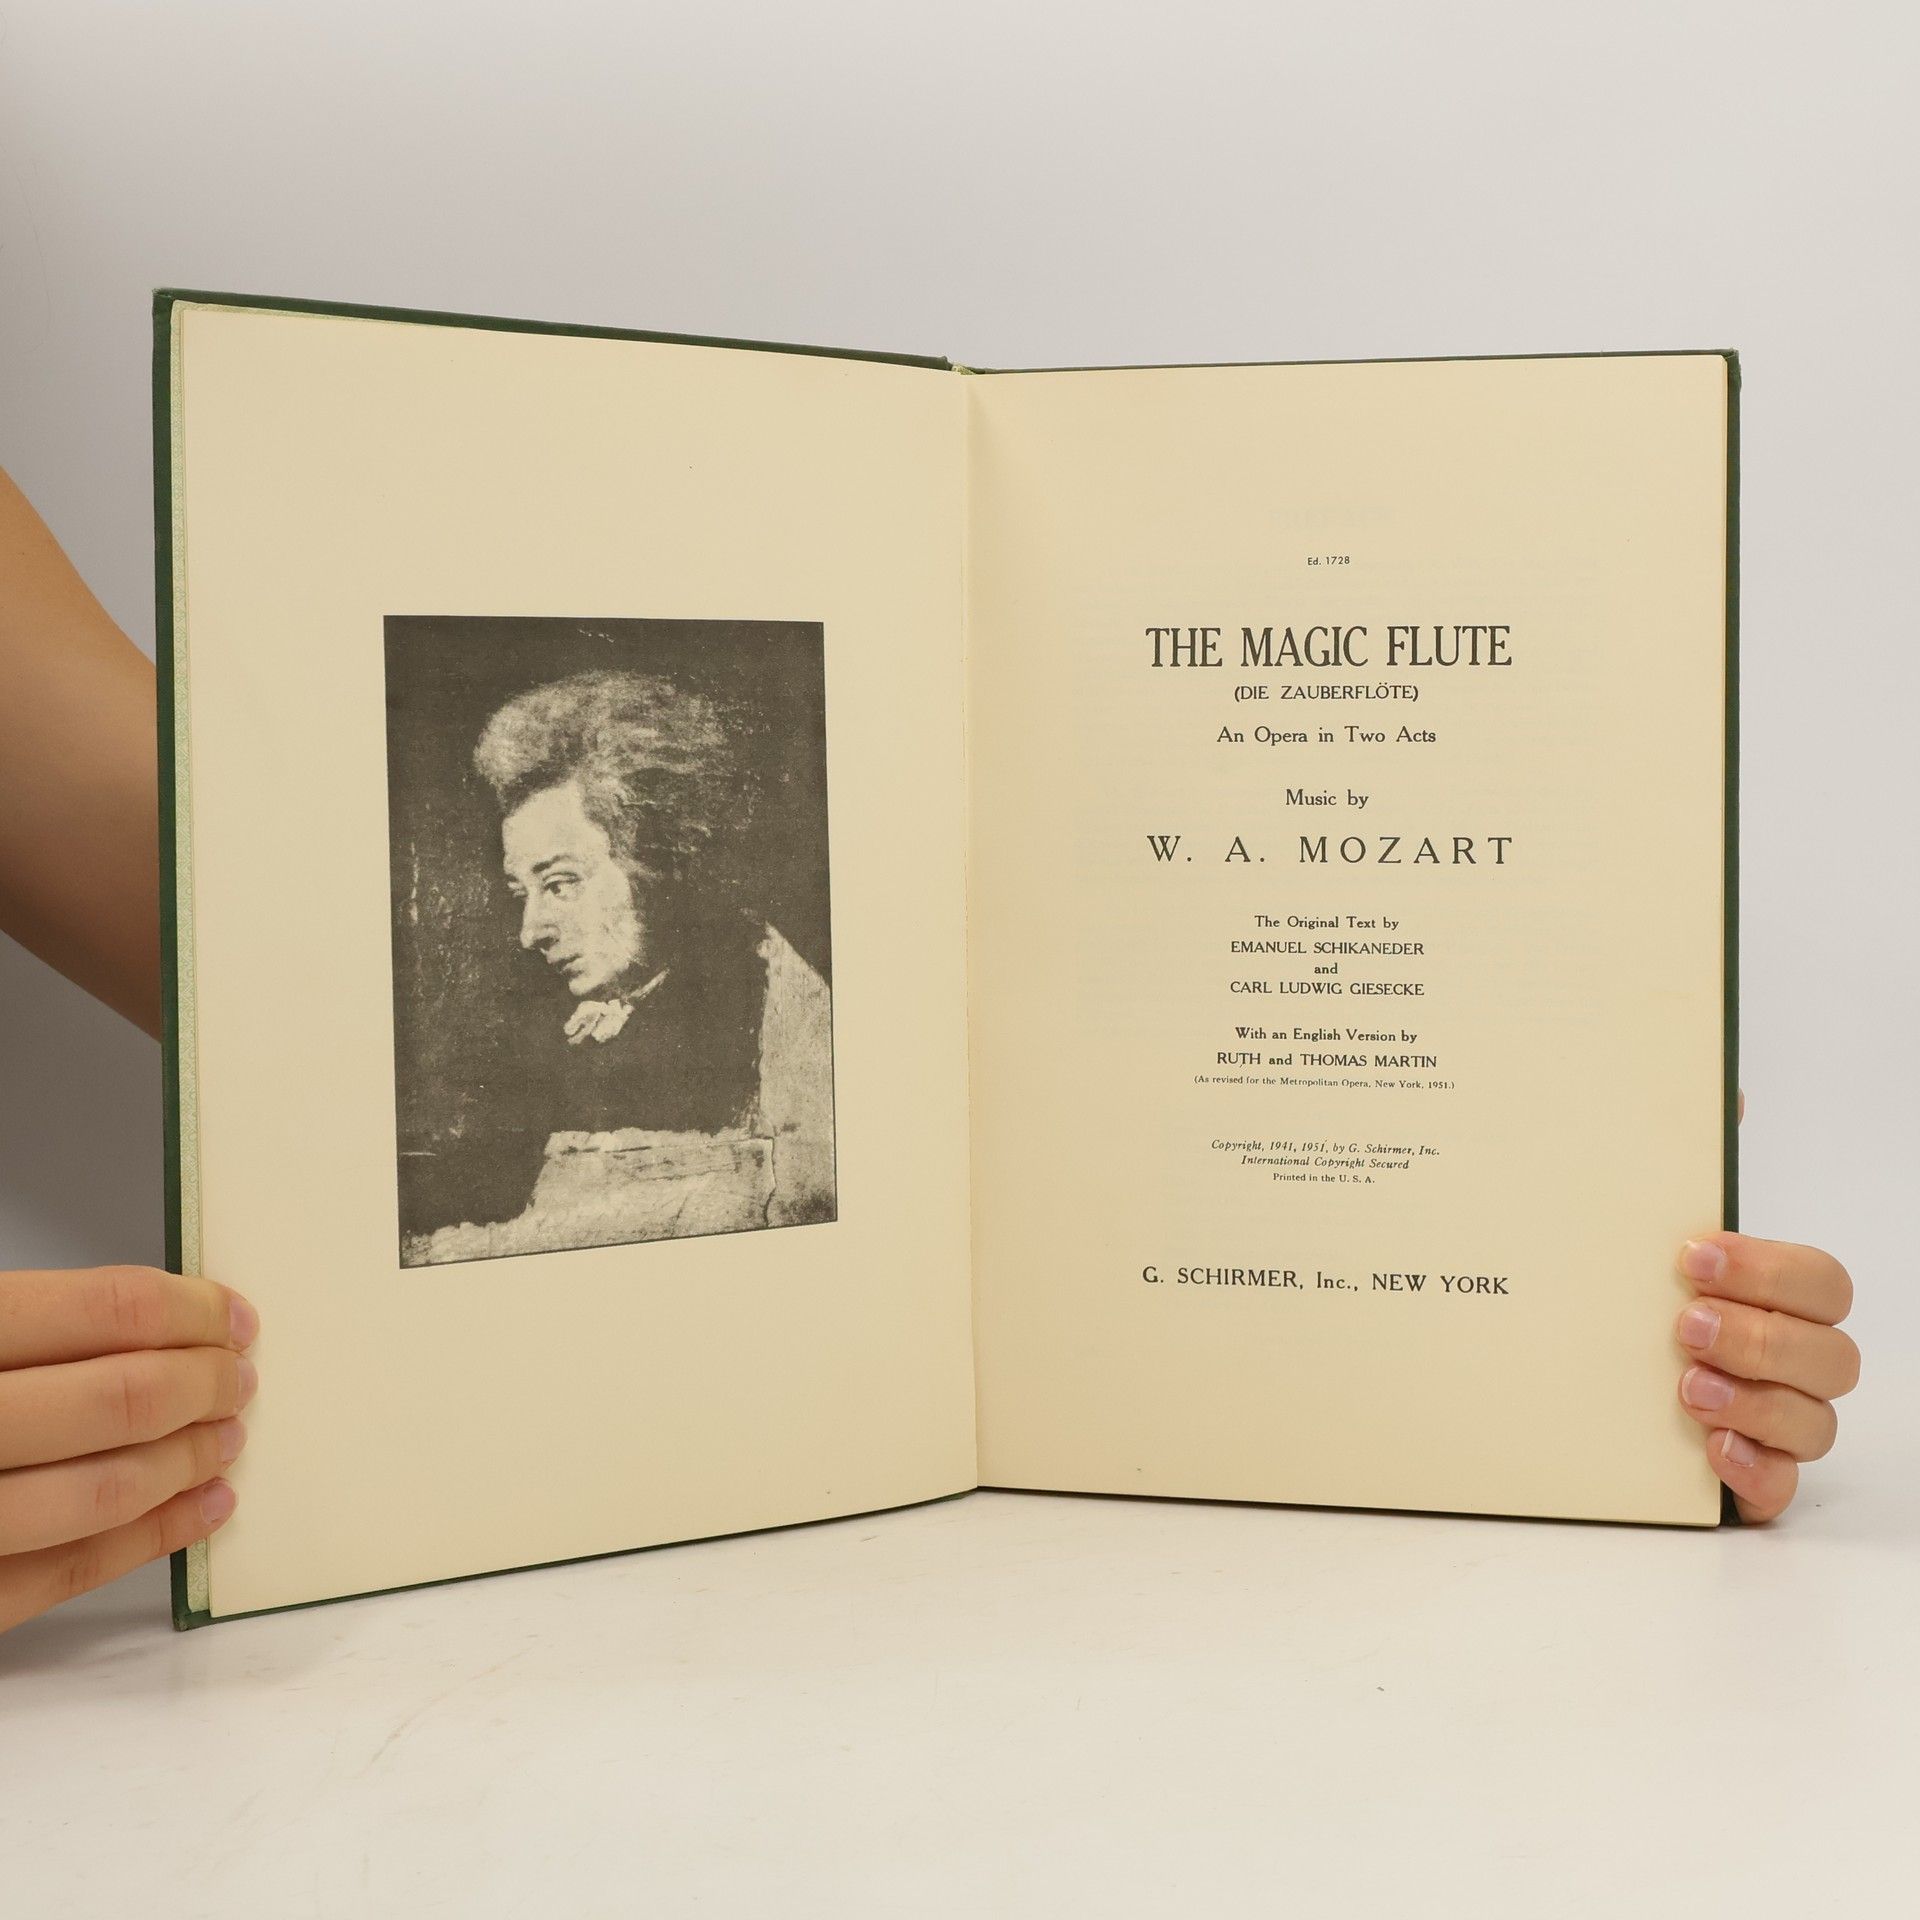 Ed. 1728
THE MAGIC FLUTE
(DIE ZAUBERFLÖTE)
An Opera in Two Acts
Music by
W. A. MOZART
The Original Text by
EMANUEL SCHIKANEDER
and
CARL LUDWIG GIESECKE
With an English Version by
RUTH and THOMAS MARTIN
(As revised for the Metropolitan Opera, New York, 1951.)
Copyright, 1941, 1951, by G. Schirmer, Inc.
International Copyright Secured
Printed in the U. S. A.
G. SCHIRMER, Inc., NEW YORK